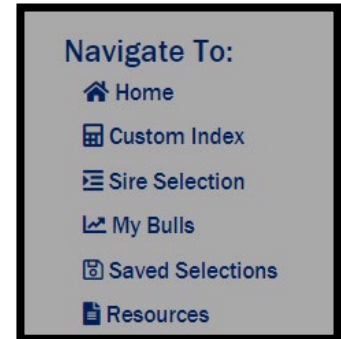 Navigate To:
Home
Custom Index
Sire Selection
My Bulls
Saved Selections
Resources